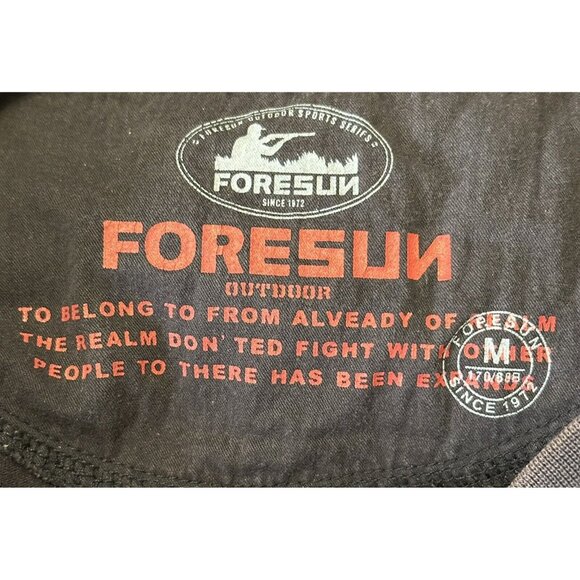 FORESUN OUTDOOR SPORTS SERIES
FORESUN
SINCE 1972
FORESUN
OUTDOOR
TO BELONG TO FROM ALVEADY OF REALM
THE REALM DON'TED FIGHT WITH OTHER
PEOPLE TO THERE HAS BEEN
FORESUN
M
SINCE 1972